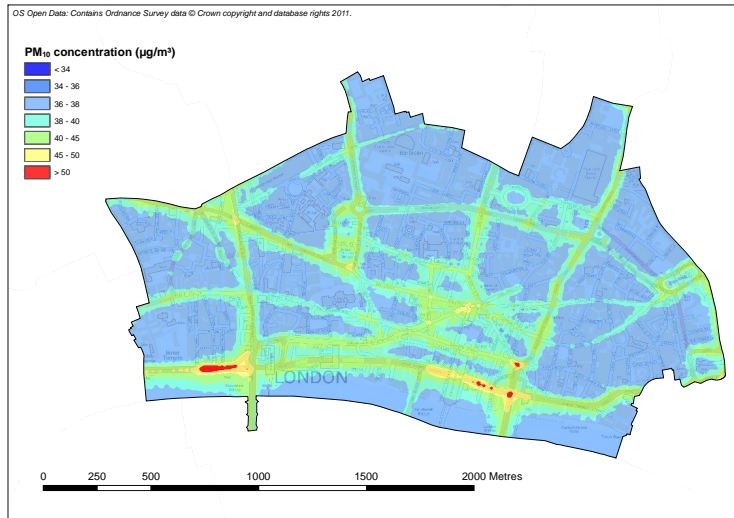 OS Open Data: Contains Ordnance Survey data © Crown copyright and database rights 2011.
PM₁₀ concentration (µg/m³)
< 34
34 - 36
36 - 38
38 - 40
40 - 45
45 - 50
> 50
LONDON
0 250 500 1000 1500 2000 Metres